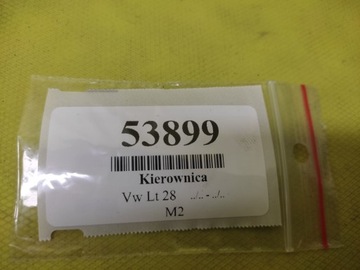 53899
Kierownica
Vw Lt 28 ../.. - ../..
M2